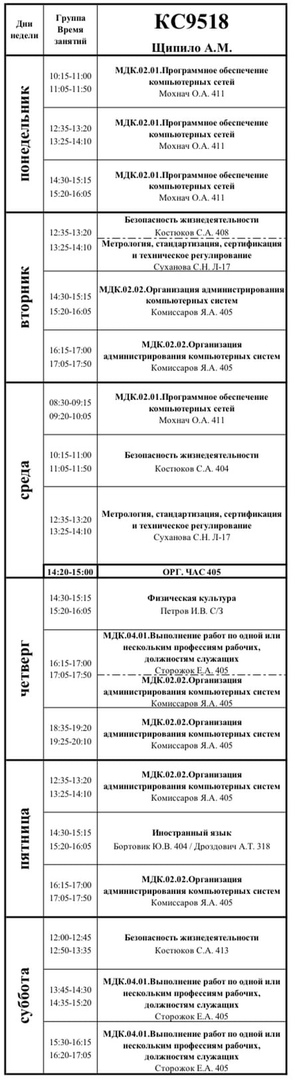 Дни
недели
Группа
Время
занятий
КС9518
Щипило А.М.
понедельник
10:15-11:00
11:05-11:50
МДК.02.01.Программное обеспечение
компьютерных сетей
Мохнач О.А. 411
12:35-13:20
13:25-14:10
МДК.02.01.Программное обеспечение
компьютерных сетей
Мохнач О.А. 411
14:30-15:15
15:20-16:05
МДК.02.01.Программное обеспечение
компьютерных сетей
Мохнач О.А. 411
вторник
12:35-13:20
13:25-14:10
Безопасность жизнедеятельности
Костюков С.А. 408
Метрология, стандартизация, сертификация
и техническое регулирование
Суханова С.Н. Л-17
14:30-15:15
15:20-16:05
МДК.02.02.Организация администрирования
компьютерных систем
Комиссаров Я.А. 405
16:15-17:00
17:05-17:50
МДК.02.02.Организация
администрирования компьютерных систем
Комиссаров Я.А. 405
среда
08:30-09:15
09:20-10:05
МДК.02.01.Программное обеспечение
компьютерных сетей
Мохнач О.А. 411
10:15-11:00
11:05-11:50
Безопасность жизнедеятельности
Костюков С.А. 404
12:35-13:20
13:25-14:10
Метрология, стандартизация, сертификация
и техническое регулирование
Суханова С.Н. Л-17
14:20-15:00
ОРГ. ЧАС 405
четверг
14:30-15:15
15:20-16:05
Физическая культура
Петров И.В. С/З
16:15-17:00
17:05-17:50
МДК.04.01.Выполнение работ по одной или
нескольким профессиям рабочих,
должностям служащих
Сторожок Е.А. 405
МДК.02.02.Организация
администрирования компьютерных систем
Комиссаров Я.А. 405
18:35-19:20
19:25-20:10
МДК.02.02.Организация
администрирования компьютерных систем
Комиссаров Я.А. 405
пятница
12:35-13:20
13:25-14:10
МДК.02.02.Организация
администрирования компьютерных систем
Комиссаров Я.А. 405
14:30-15:15
15:20-16:05
Иностранный язык
Бортовик Ю.В. 404 / Дроздович А.Т. 318
16:15-17:00
17:05-17:50
МДК.02.02.Организация
администрирования компьютерных систем
Комиссаров Я.А. 405
суббота
12:00-12:45
12:50-13:35
Безопасность жизнедеятельности
Костюков С.А. 413
13:45-14:30
14:35-15:20
МДК.04.01.Выполнение работ по одной или
нескольким профессиям рабочих,
должностям служащих
Сторожок Е.А. 405
15:30-16:15
16:20-17:05
МДК.04.01.Выполнение работ по одной или
нескольким профессиям рабочих,
должностям служащих
Сторожок Е.А. 405